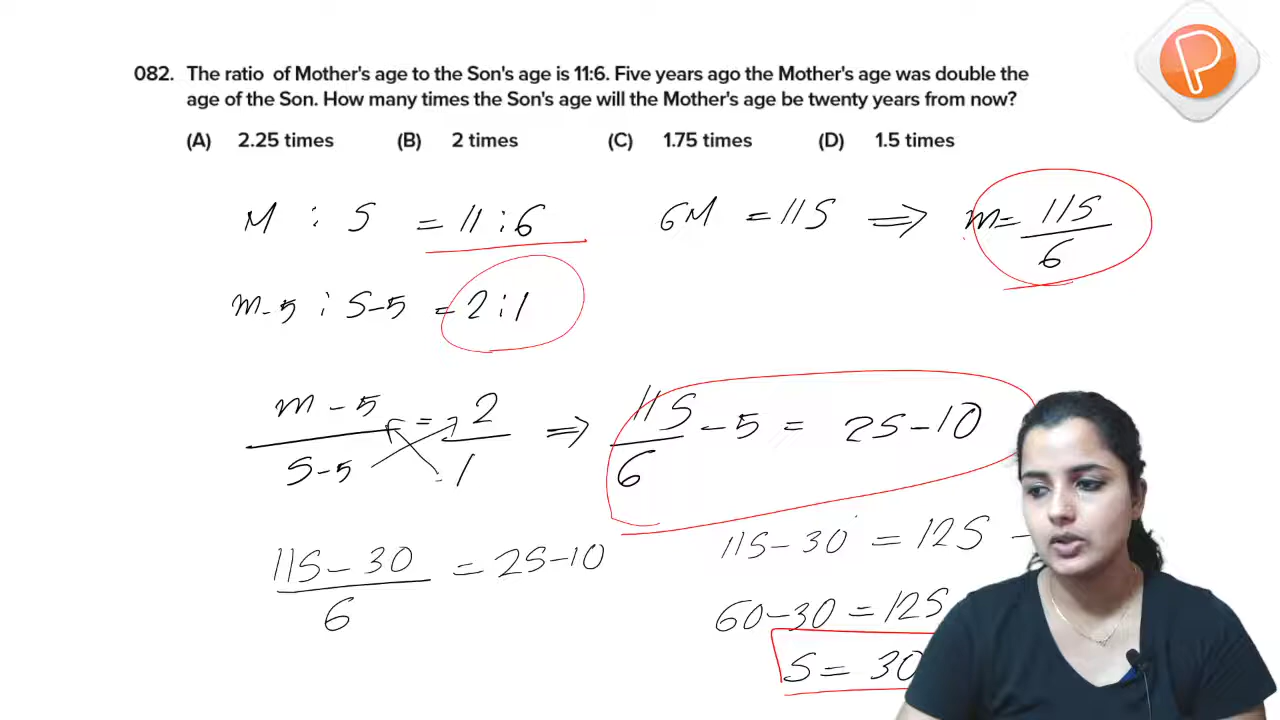 082. The ratio of Mother's age to the Son's age is 11:6. Five years ago the Mother's age was double the
age of the Son. How many times the Son's age will the Mother's age be twenty years from now?
(A) 2.25 times (B) 2 times (C) 1.75 times (D) 1.5 times
M : S = 11:6 6M = 11S ⇒ m = 11S/6
m-5 : S-5 = 2:1
m-5/S-5 = 2/1 ⇒ 11S/6 - 5 = 2S-10
11S-30/6 = 2S-10
11S-30 = 12S -
60-30 = 12S
S = 30
P